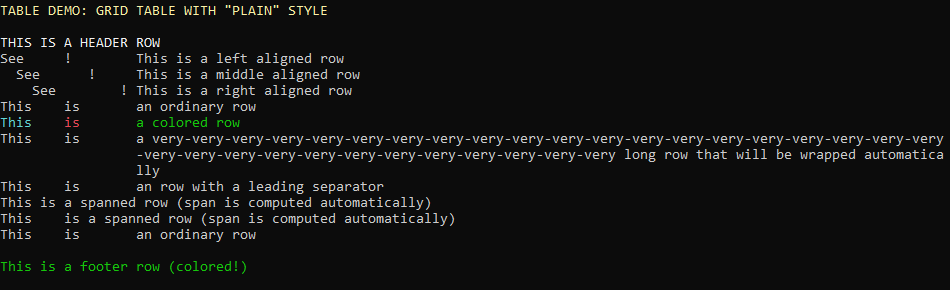 TABLE DEMO: GRID TABLE WITH "PLAIN" STYLE
THIS IS A HEADER ROW
See ! This is a left aligned row
See ! This is a middle aligned row
See ! This is a right aligned row
This is an ordinary row
This is a colored row
This is a very-very-very-very-very-very-very-very-very-very-very-very-very-very-very-very-very-very-very-very
-very-very-very-very-very-very-very-very-very-very-very-very long row that will be wrapped automatica
lly
This is an row with a leading separator
This is a spanned row (span is computed automatically)
This is a spanned row (span is computed automatically)
This is an ordinary row
This is a footer row (colored!)